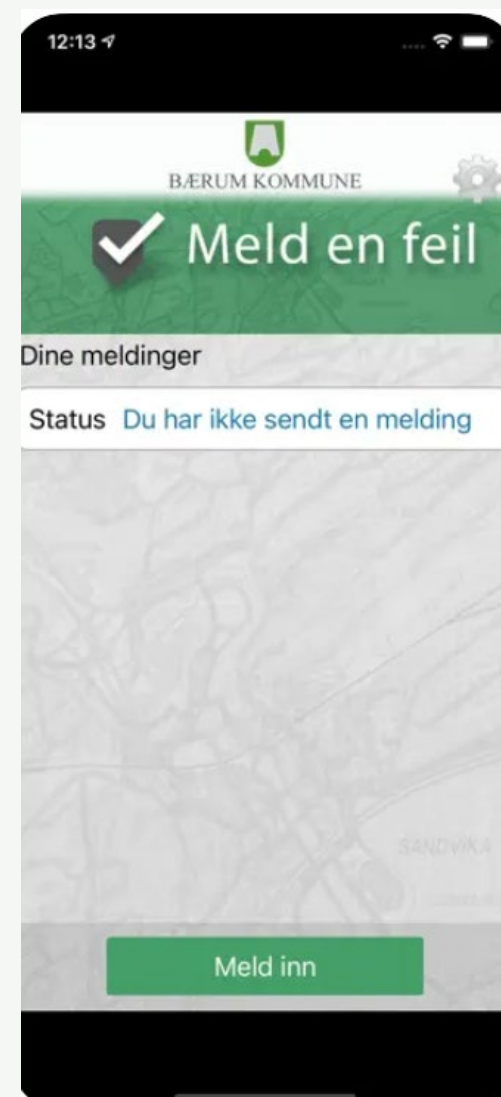 12:13
BÆRUM KOMMUNE
Meld en feil
Dine meldinger
Status Du har ikke sendt en melding
SANDVIKA
Meld inn